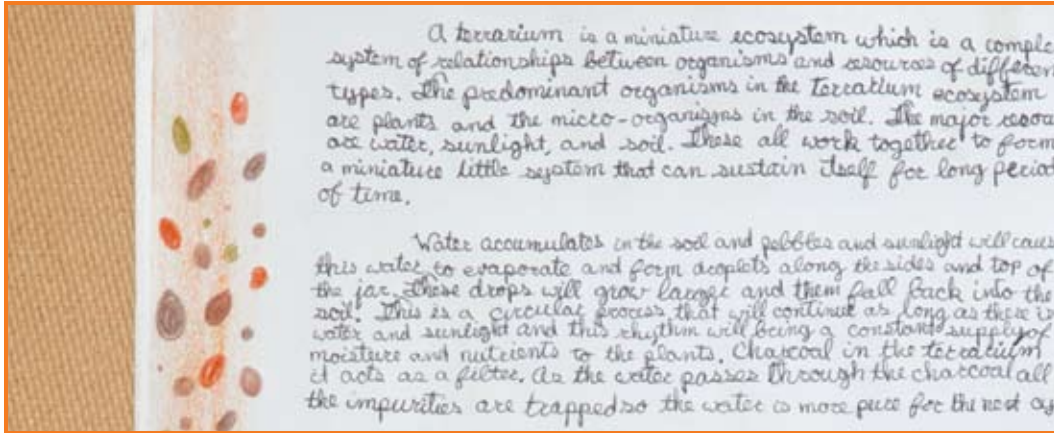 A terrarium is a miniature ecosystem which is a comple
system of relationships between organisms and resources of differen
types. The predominant organisms in the terrarium ecosystem
are plants and the micro-organisms in the soil. The major resou
are water, sunlight, and soil. These all work together to form
a miniature little system that can sustain itself for long period
of time.
Water accumulates in the soil and pebbles and sunlight will caus
this water to evaporate and form droplets along the sides and top of
the jar. These drops will grow larger and them fall back into the
soil. This is a circular process that will continue as long as there is
water and sunlight and this rhythm will bring a constant supply of
moisture and nutrients to the plants. Charcoal in the terrarium
it acts as a filter. As the water passes through the charcoal all
the impurities are trapped so the water is more pure for the next cy